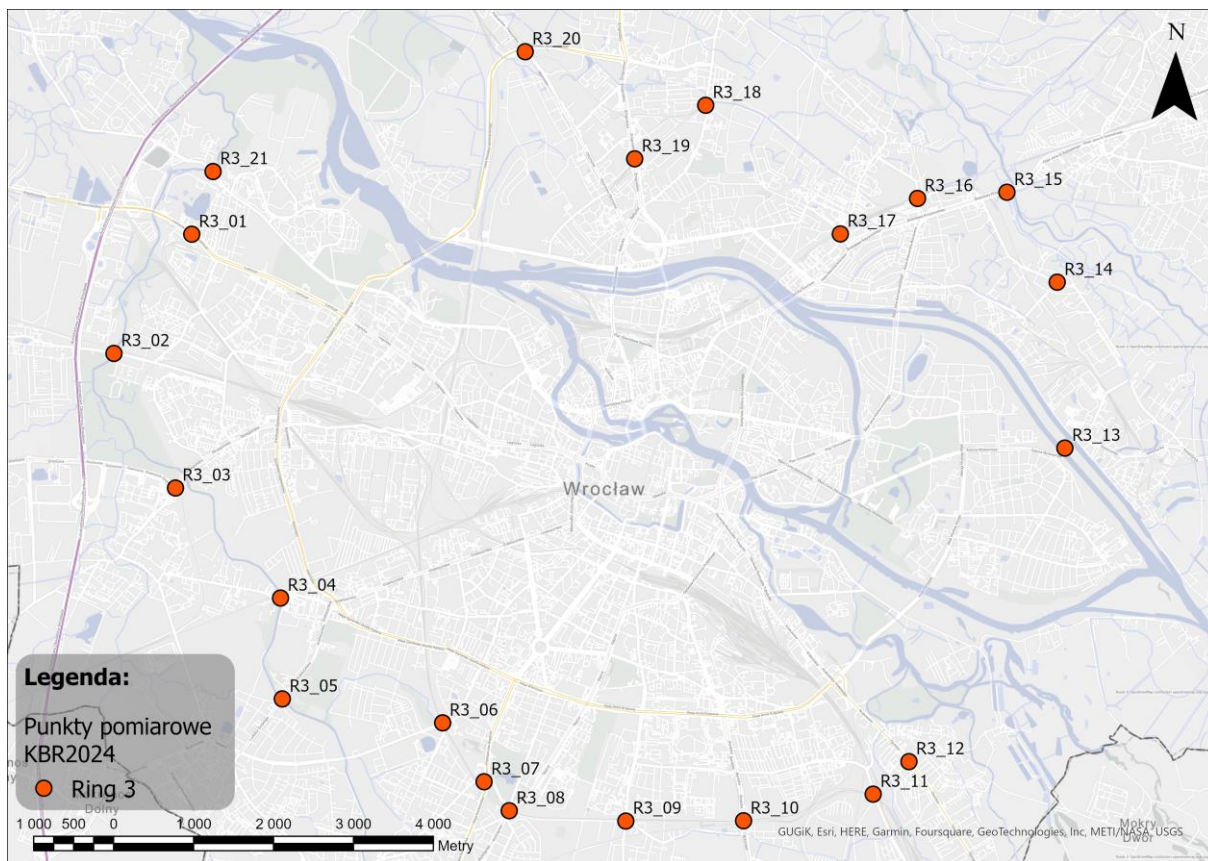 R3_20
N
R3_18
R3_19
R3_21
R3_15
R3_16
R3_01
R3_17
R3_14
R3_02
R3_13
R3_03
Wrocław
R3_04
Legenda:
R3_05
Punkty pomiarowe
KBR2024
R3_06
R3_12
R3_07
Ring 3
R3_11
R3_08
Dolny
R3_09
R3_10
1 000 500 0 1 000 2 000 3 000 4 000
Metry
Mokry
Dwór
GUGiK, Esri, HERE, Garmin, Foursquare, GeoTechnologies, Inc, METI/NASA, USGS